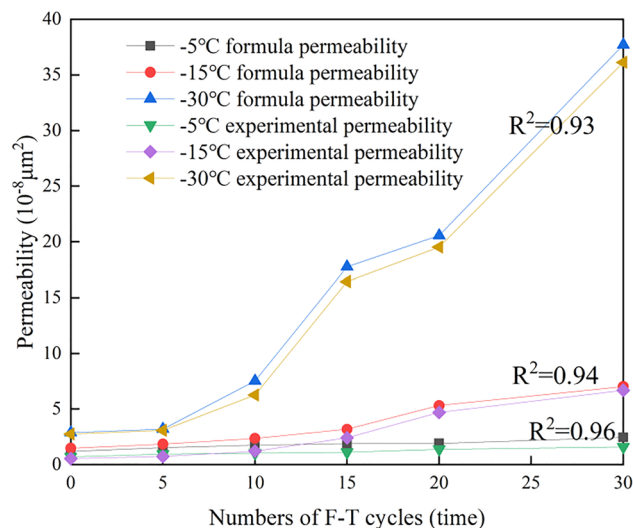 40
35
30
25
20
15
10
5
0
Permeability (10⁻⁸μm²)
-5℃ formula permeability
-15℃ formula permeability
-30℃ formula permeability
-5℃ experimental permeability
-15℃ experimental permeability
-30℃ experimental permeability
R²=0.93
R²=0.94
R²=0.96
0 5 10 15 20 25 30
Numbers of F-T cycles (time)